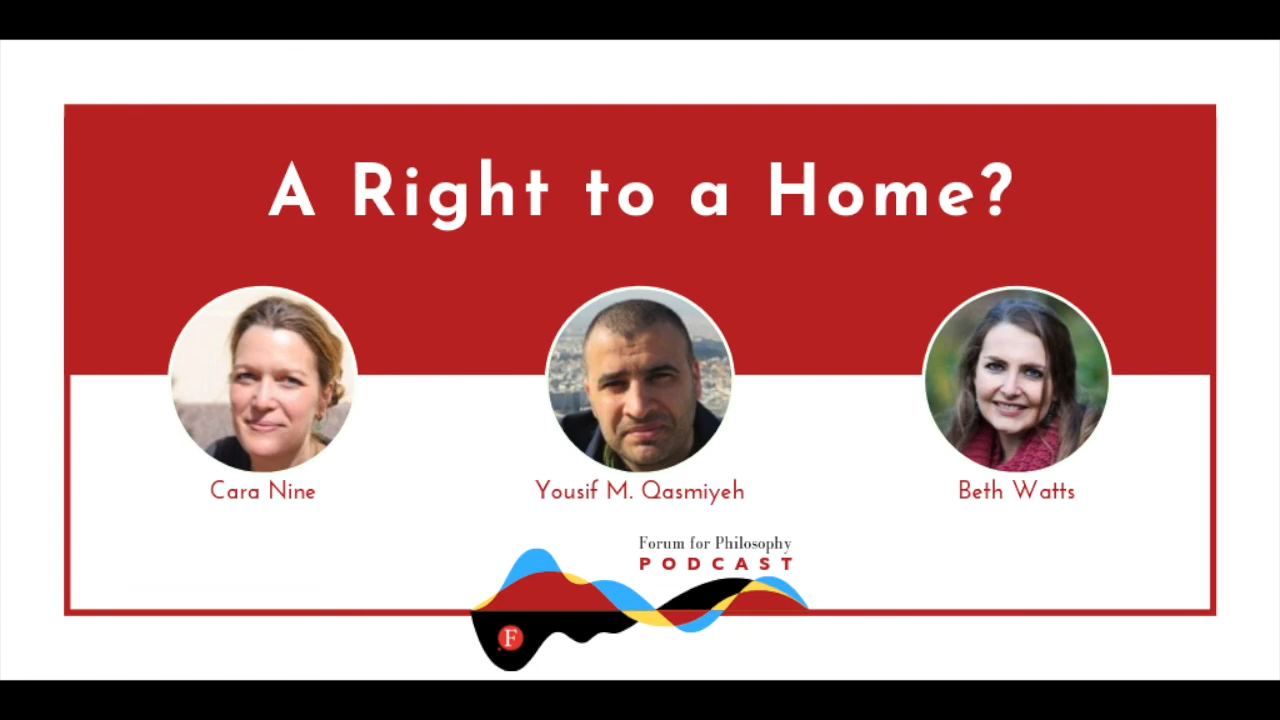 A Right to a Home?
Cara Nine
Yousif M. Qasmiyeh
Beth Watts
Forum for Philosophy
PODCAST
F